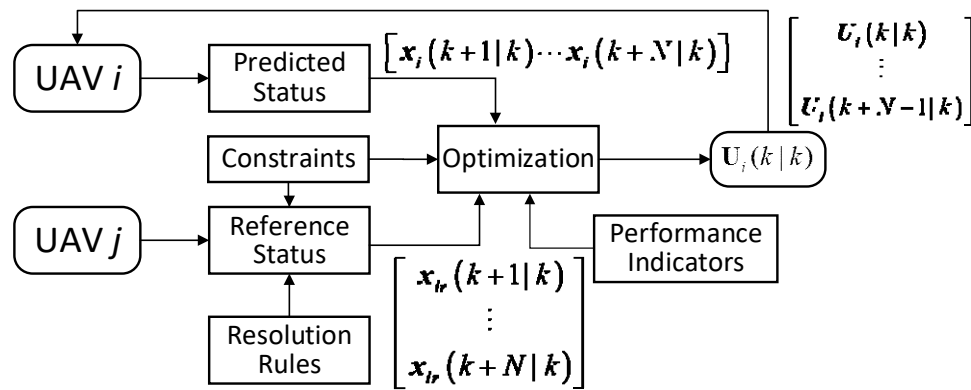 UAV i
Predicted
Status
[x_i(k+1|k)⋯x_i(k+N|k)]
U_i(k|k)
⋮
U_i(k+N−1|k)
Constraints
Optimization
U_i(k|k)
UAV j
Reference
Status
Performance
Indicators
x_ir(k+1|k)
⋮
x_ir(k+N|k)
Resolution
Rules